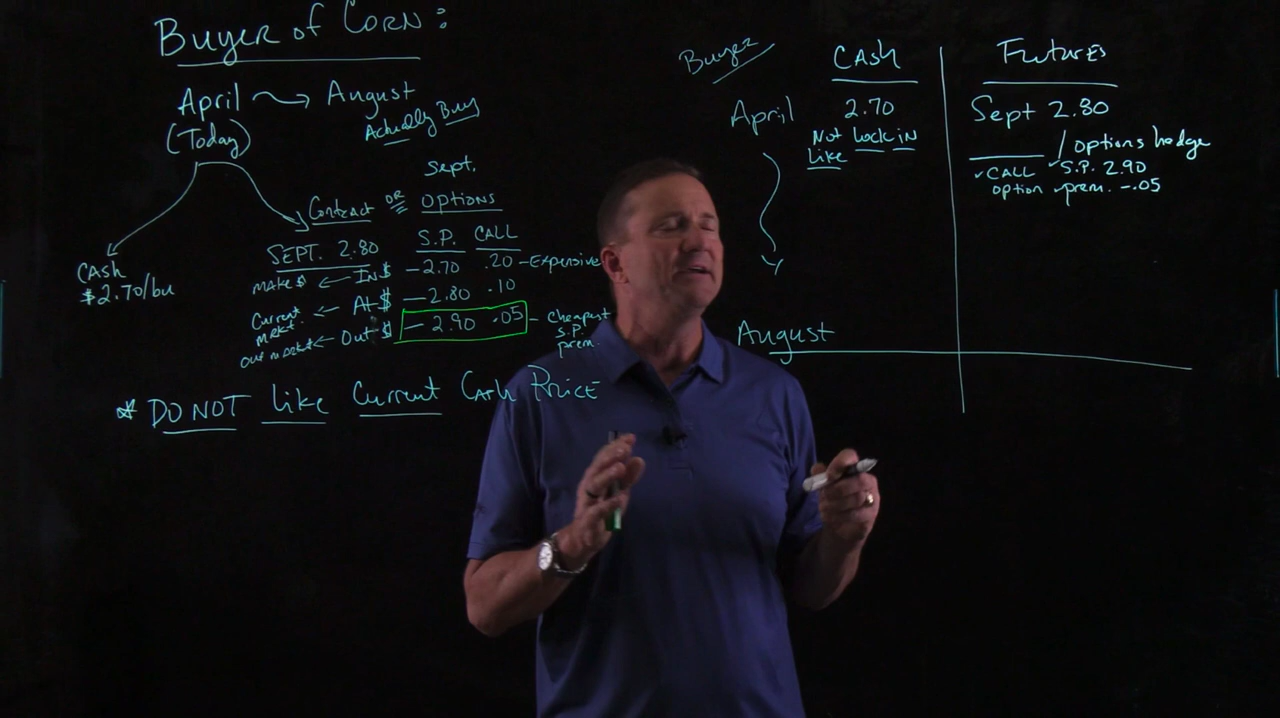 Buyer of Corn:
April → August
(Today)
Actually Buy
Sept.
Contract OR options
SEPT. 2.80 S.P. CALL
Make $ ← In $ – 2.70 .20 – Expensive
Current mrkt. ← At $ – 2.80 .10
Out market ← Out $ – 2.90 .05 – cheapest
S.P.
prem.
Cash
$2.70/bu
* DO NOT like Current Cash Price
Buyer Cash Futures
April 2.70 Sept 2.80
Not lock in
like
/ options hedge
✓CALL ✓S.P. 2.90
option ✓prem. -.05
August